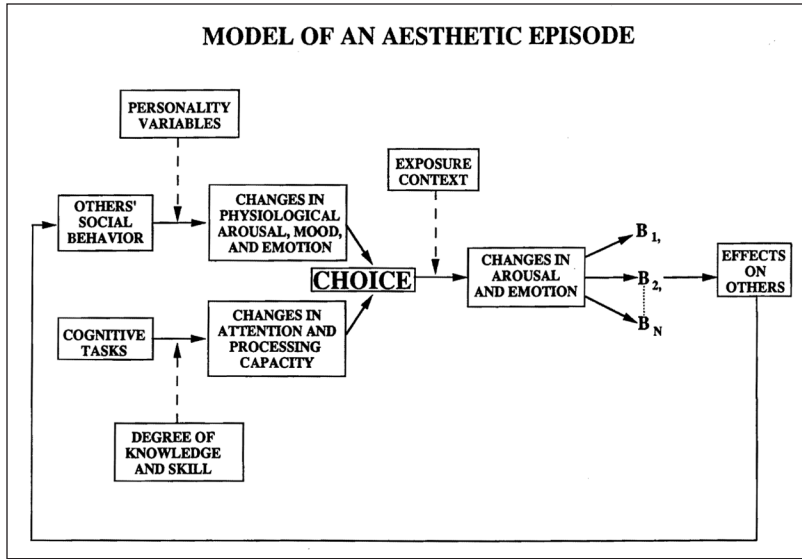 MODEL OF AN AESTHETIC EPISODE
PERSONALITY
VARIABLES
EXPOSURE
CONTEXT
OTHERS'
SOCIAL
BEHAVIOR
CHANGES IN
PHYSIOLOGICAL
AROUSAL, MOOD,
AND EMOTION
CHOICE
CHANGES IN
AROUSAL
AND EMOTION
B 1,
B 2,
B N
EFFECTS
ON
OTHERS
COGNITIVE
TASKS
CHANGES IN
ATTENTION AND
PROCESSING
CAPACITY
DEGREE OF
KNOWLEDGE
AND SKILL